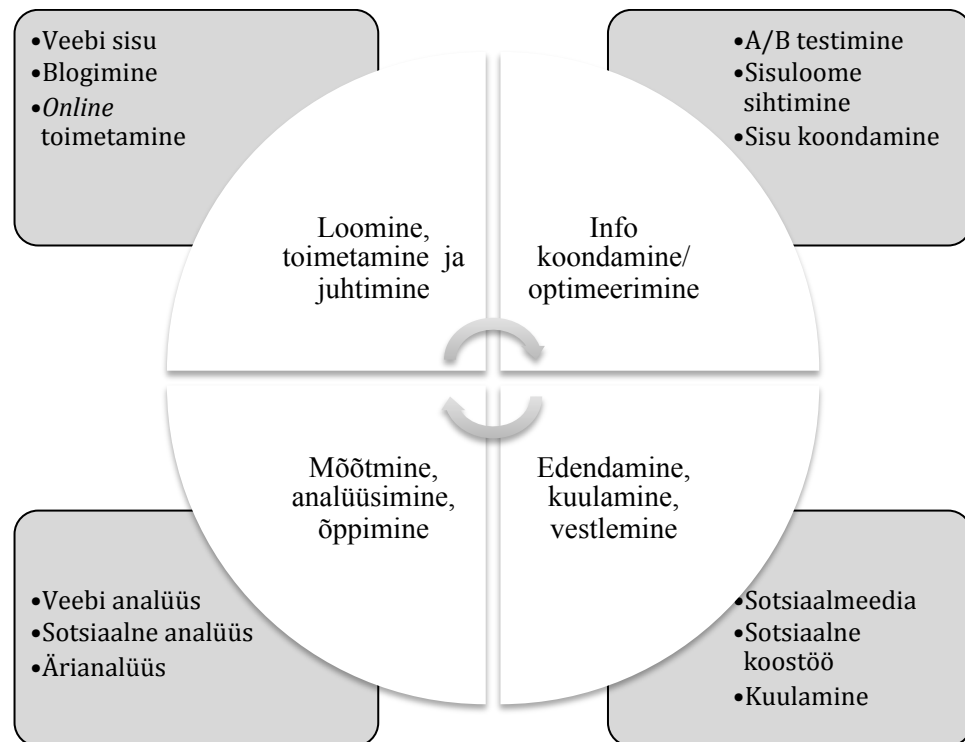 •Veebi sisu
•Blogimine
•Online
toimetamine
•A/B testimine
•Sisuloome
sihtimine
•Sisu koondamine
Loomine,
toimetamine ja
juhtimine
Info
koondamine/
optimeerimine
Mõõtmine,
analüüsimine,
õppimine
Edendamine,
kuulamine,
vestlemine
•Veebi analüüs
•Sotsiaalne analüüs
•Ärianalüüs
•Sotsiaalmeedia
•Sotsiaalne
koostöö
•Kuulamine